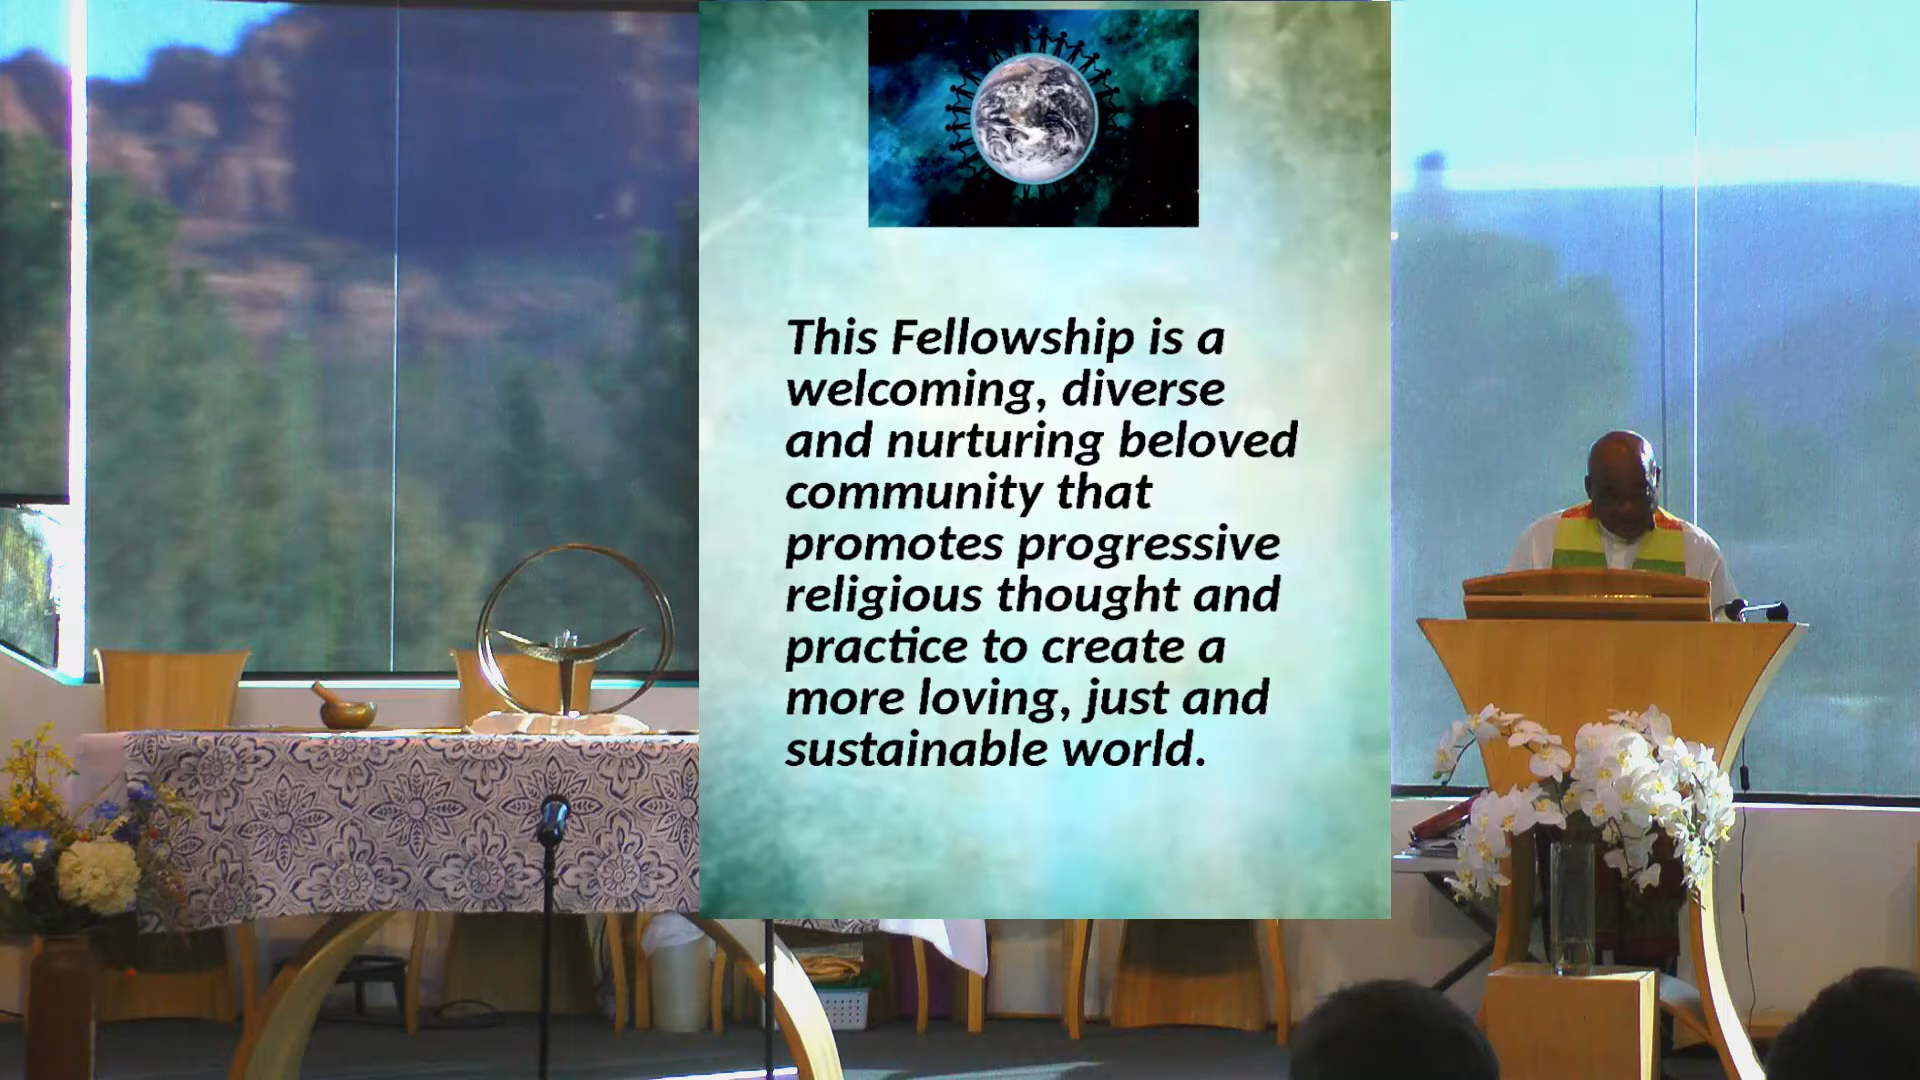 This Fellowship is a
welcoming, diverse
and nurturing beloved
community that
promotes progressive
religious thought and
practice to create a
more loving, just and
sustainable world.